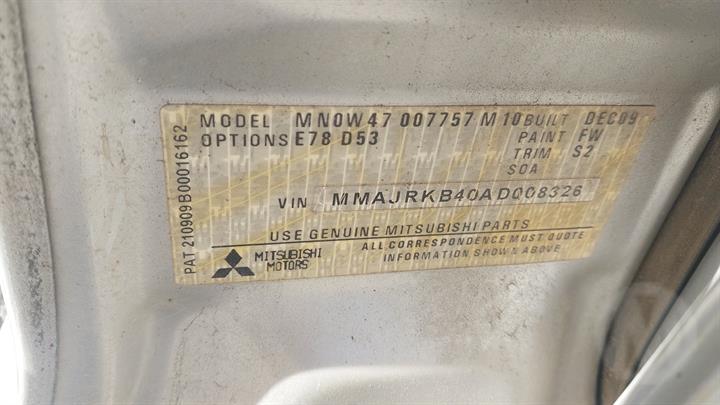 MODEL MN0W47 007757 M10 BUILT DEC09
OPTIONS E78 D53 PAINT FW
TRIM S2
SOA
VIN MMAJRKB40AD008326
USE GENUINE MITSUBISHI PARTS
ALL CORRESPONDENCE MUST QUOTE
INFORMATION SHOWN ABOVE
MITSUBISHI
MOTORS
PAT 210909B00016162